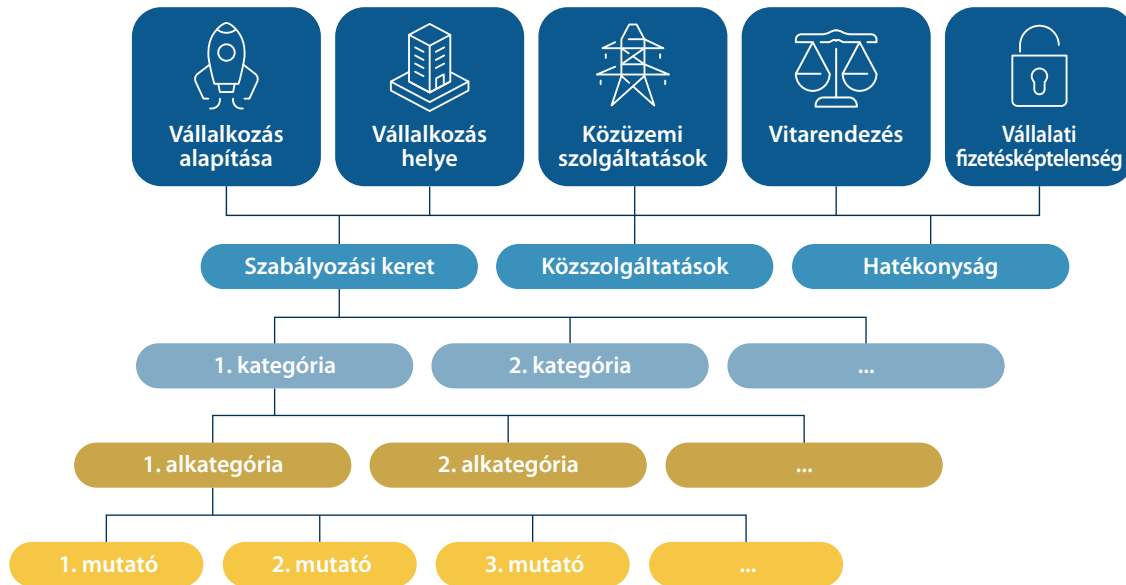 Vállalkozás
alapítása
Vállalkozás
helye
Közüzemi
szolgáltatások
Vitarendezés
Vállalati
fizetésképtelenség
Szabályozási keret
Közszolgáltatások
Hatékonyság
1. kategória
2. kategória
...
1. alkategória
2. alkategória
...
1. mutató
2. mutató
3. mutató
...